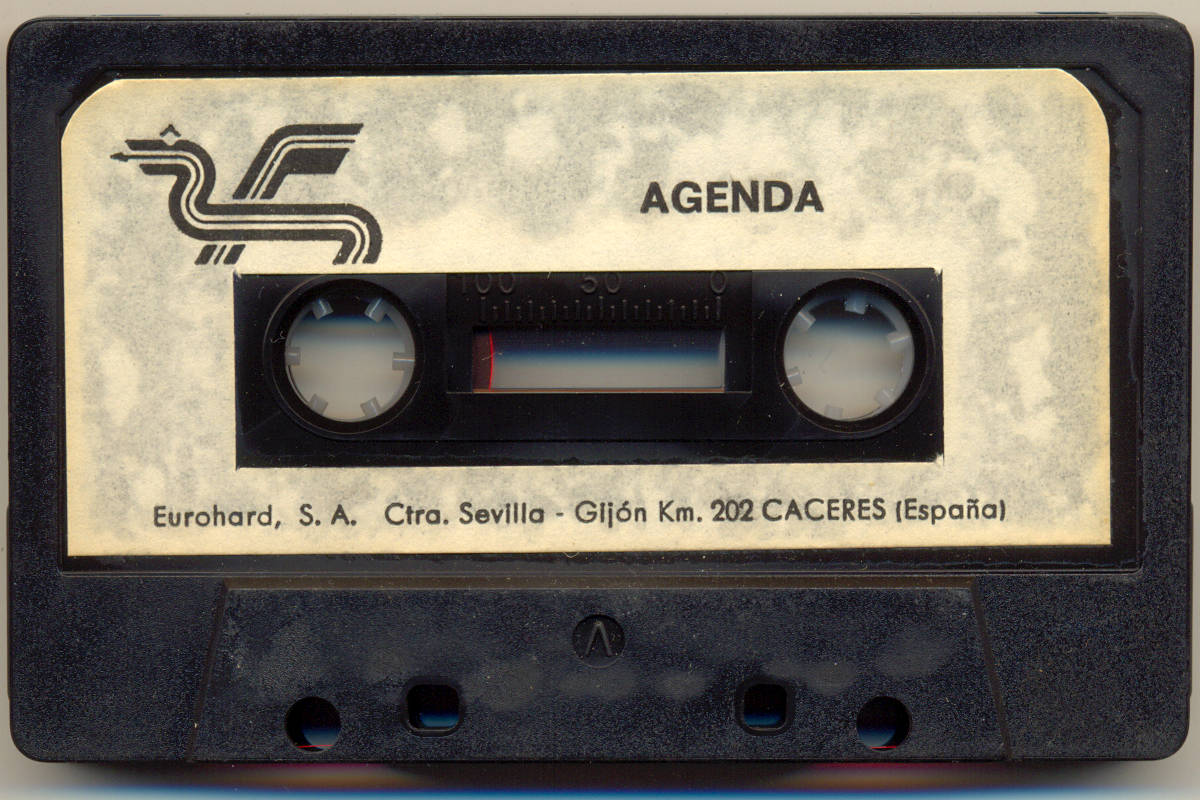 AGENDA
100 50 0
Eurohard, S. A. Ctra. Sevilla - Gijón Km. 202 CACERES (España)